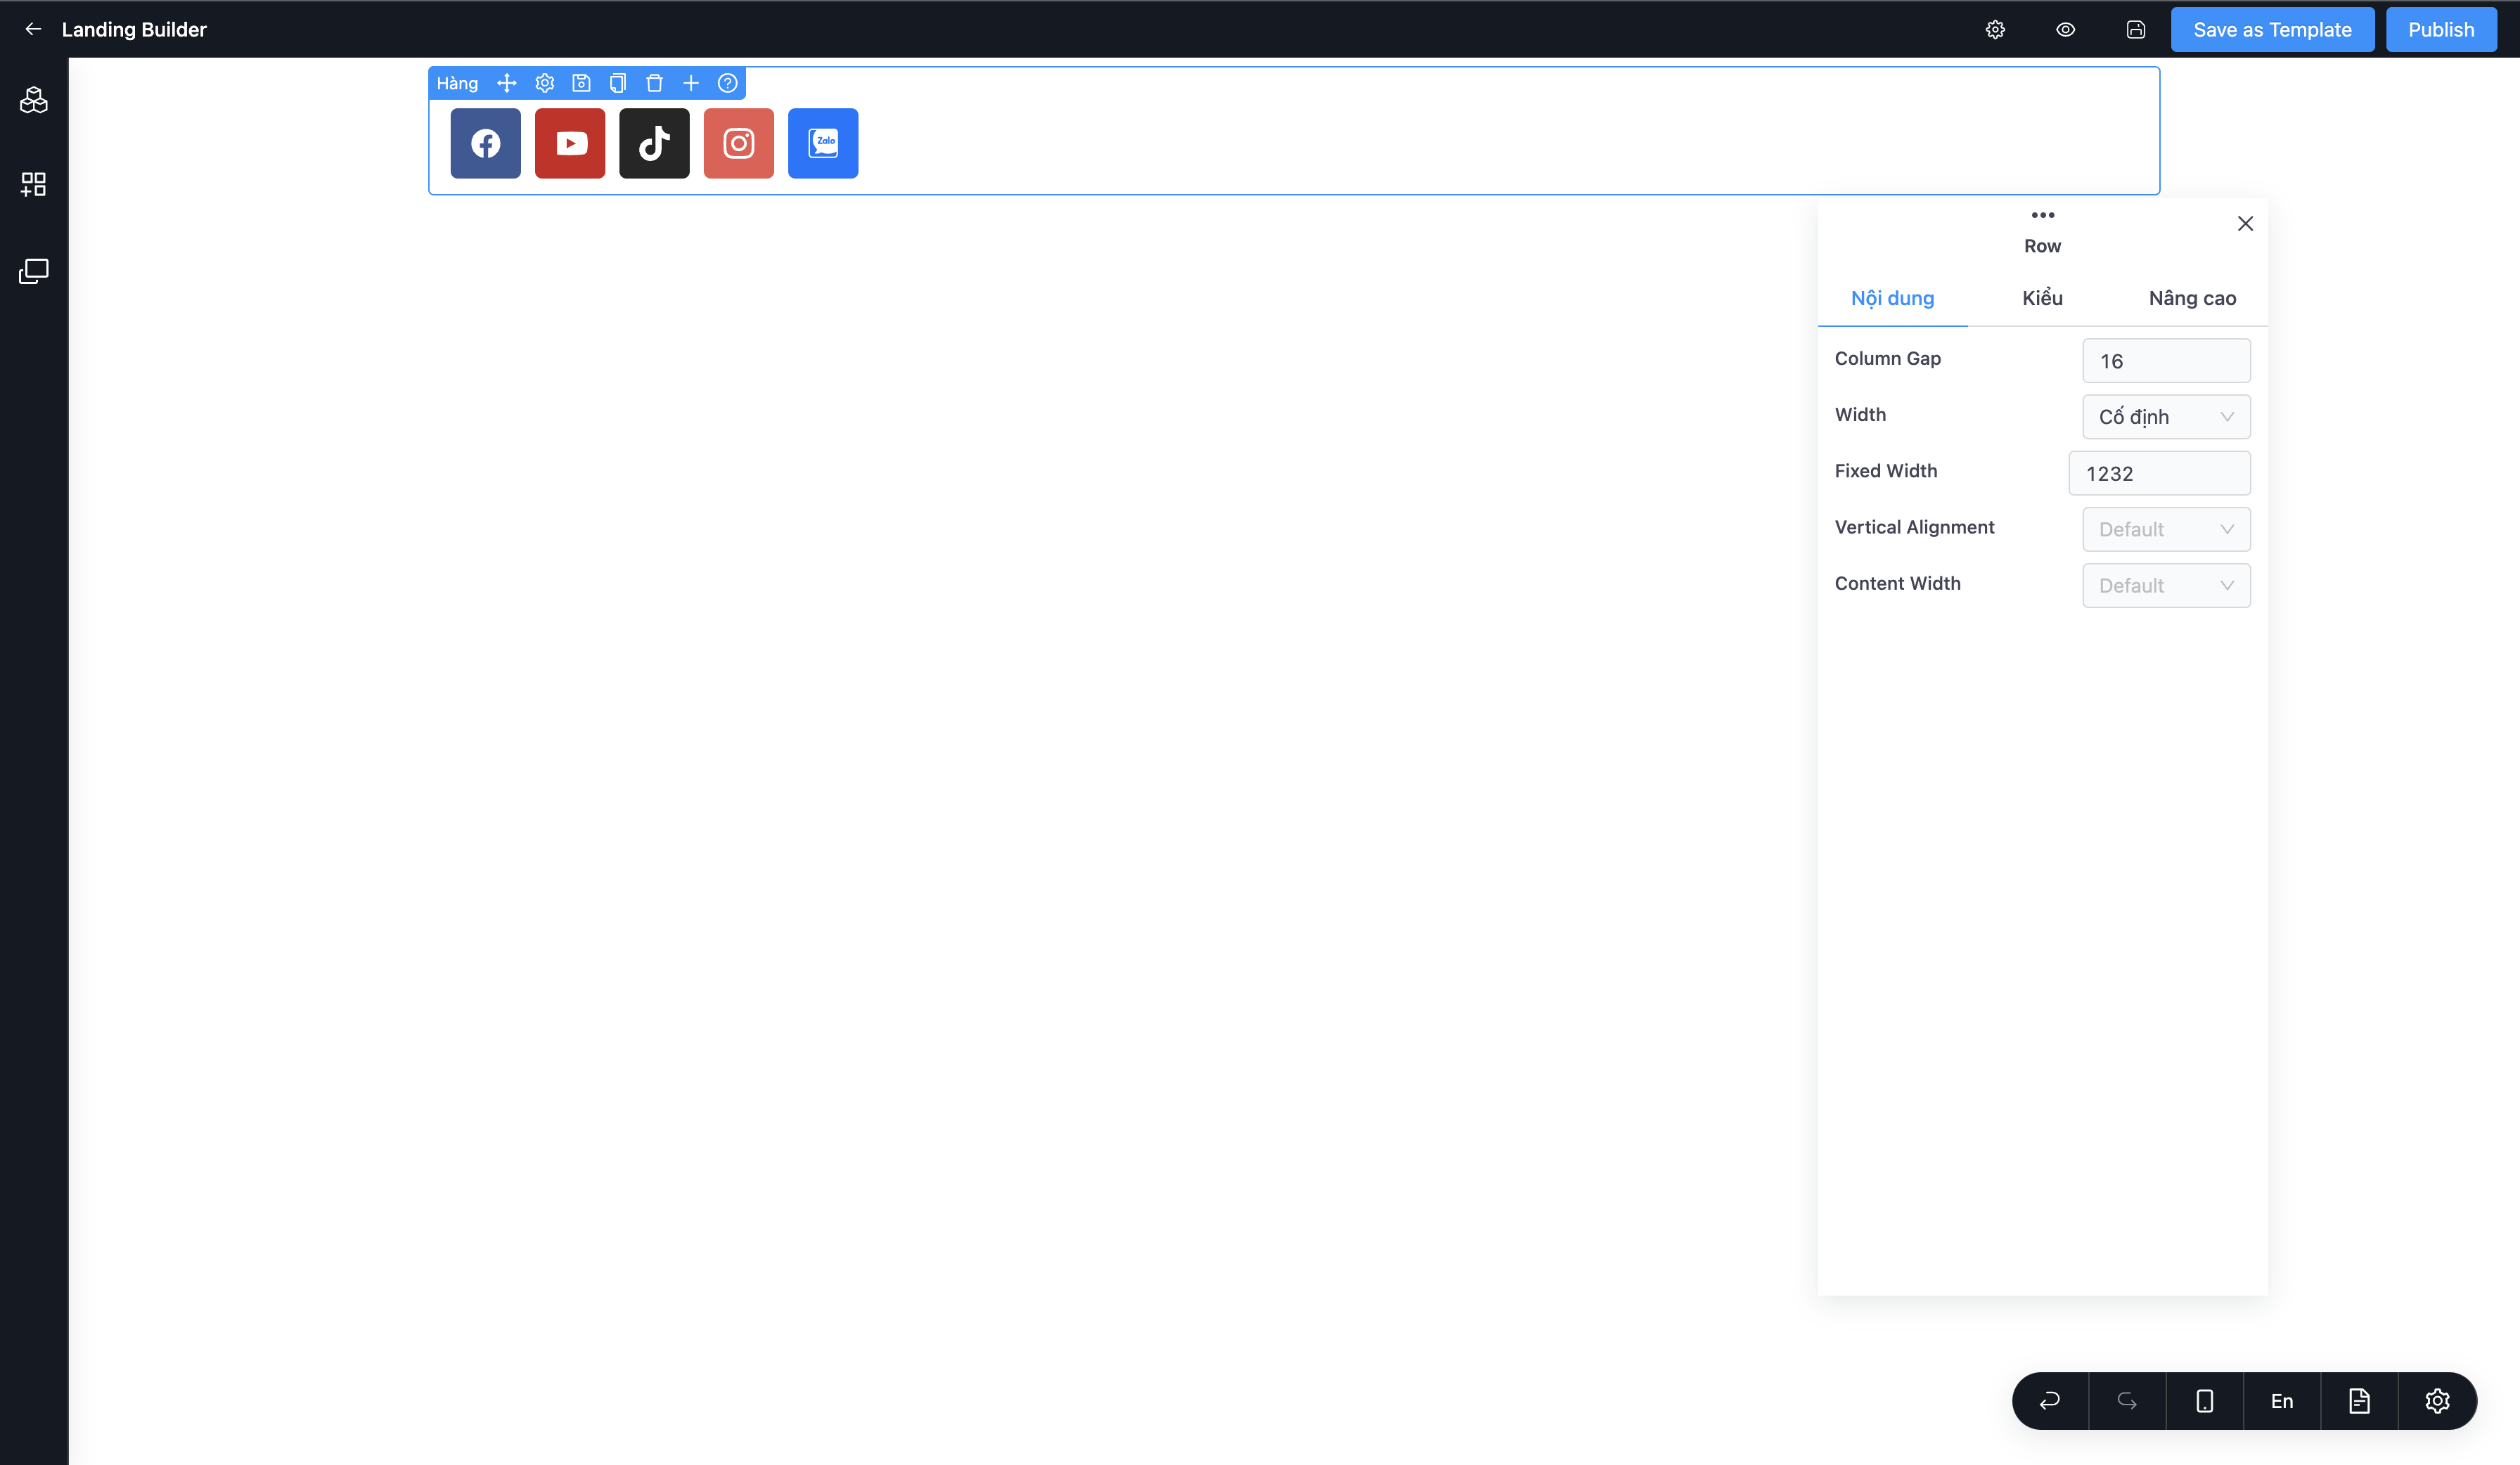 Landing Builder
Save as Template
Publish
Hàng
Zalo
Row
Nội dung
Kiểu
Nâng cao
Column Gap
16
Width
Cố định
Fixed Width
1232
Vertical Alignment
Default
Content Width
Default
En